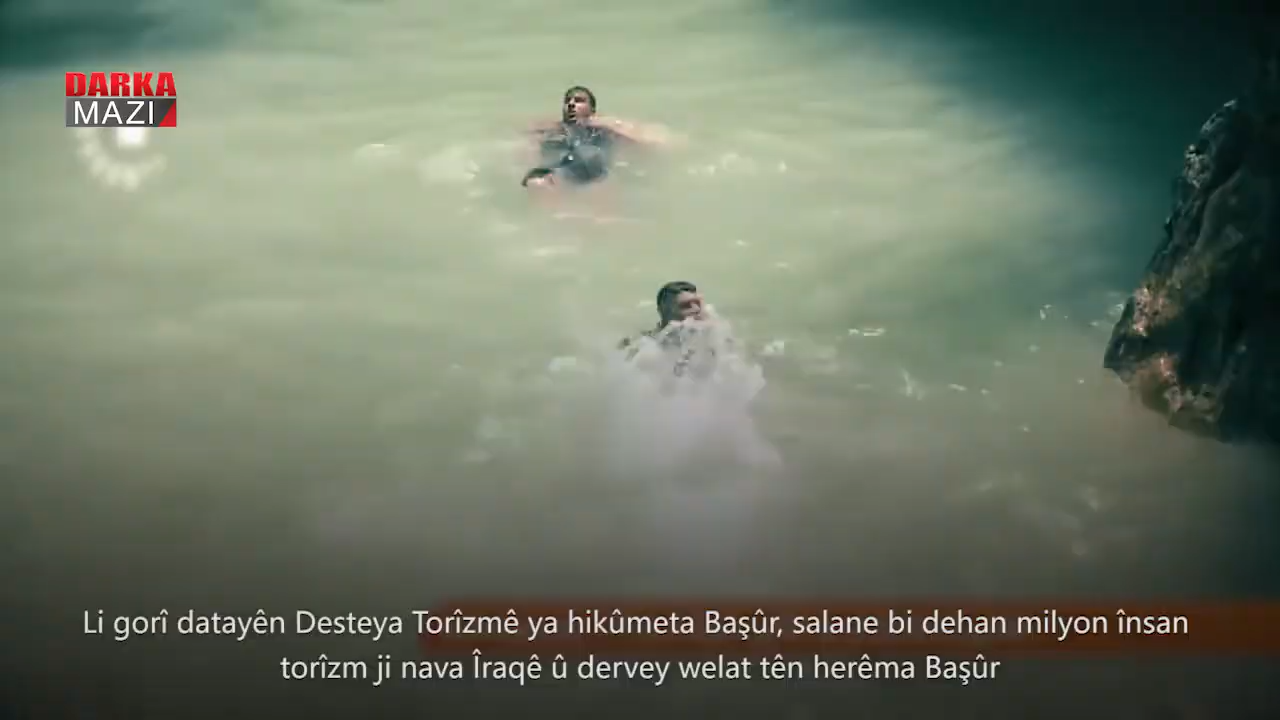 DARKA
MAZI
Li gorî datayên Desteya Torîzmê ya hikûmeta Başûr, salane bi dehan milyon însan
torîzm ji nava Îraqê û dervey welat tên herêma Başûr